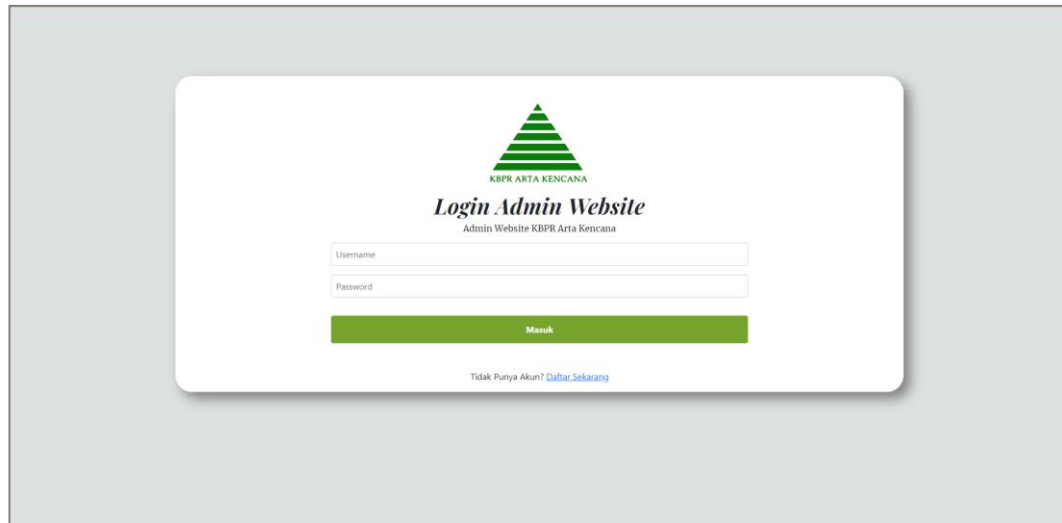 KBPR ARTA KENCANA
Login Admin Website
Admin Website KBPR Arta Kencana
Username
Password
Masuk
Tidak Punya Akun? Daftar Sekarang